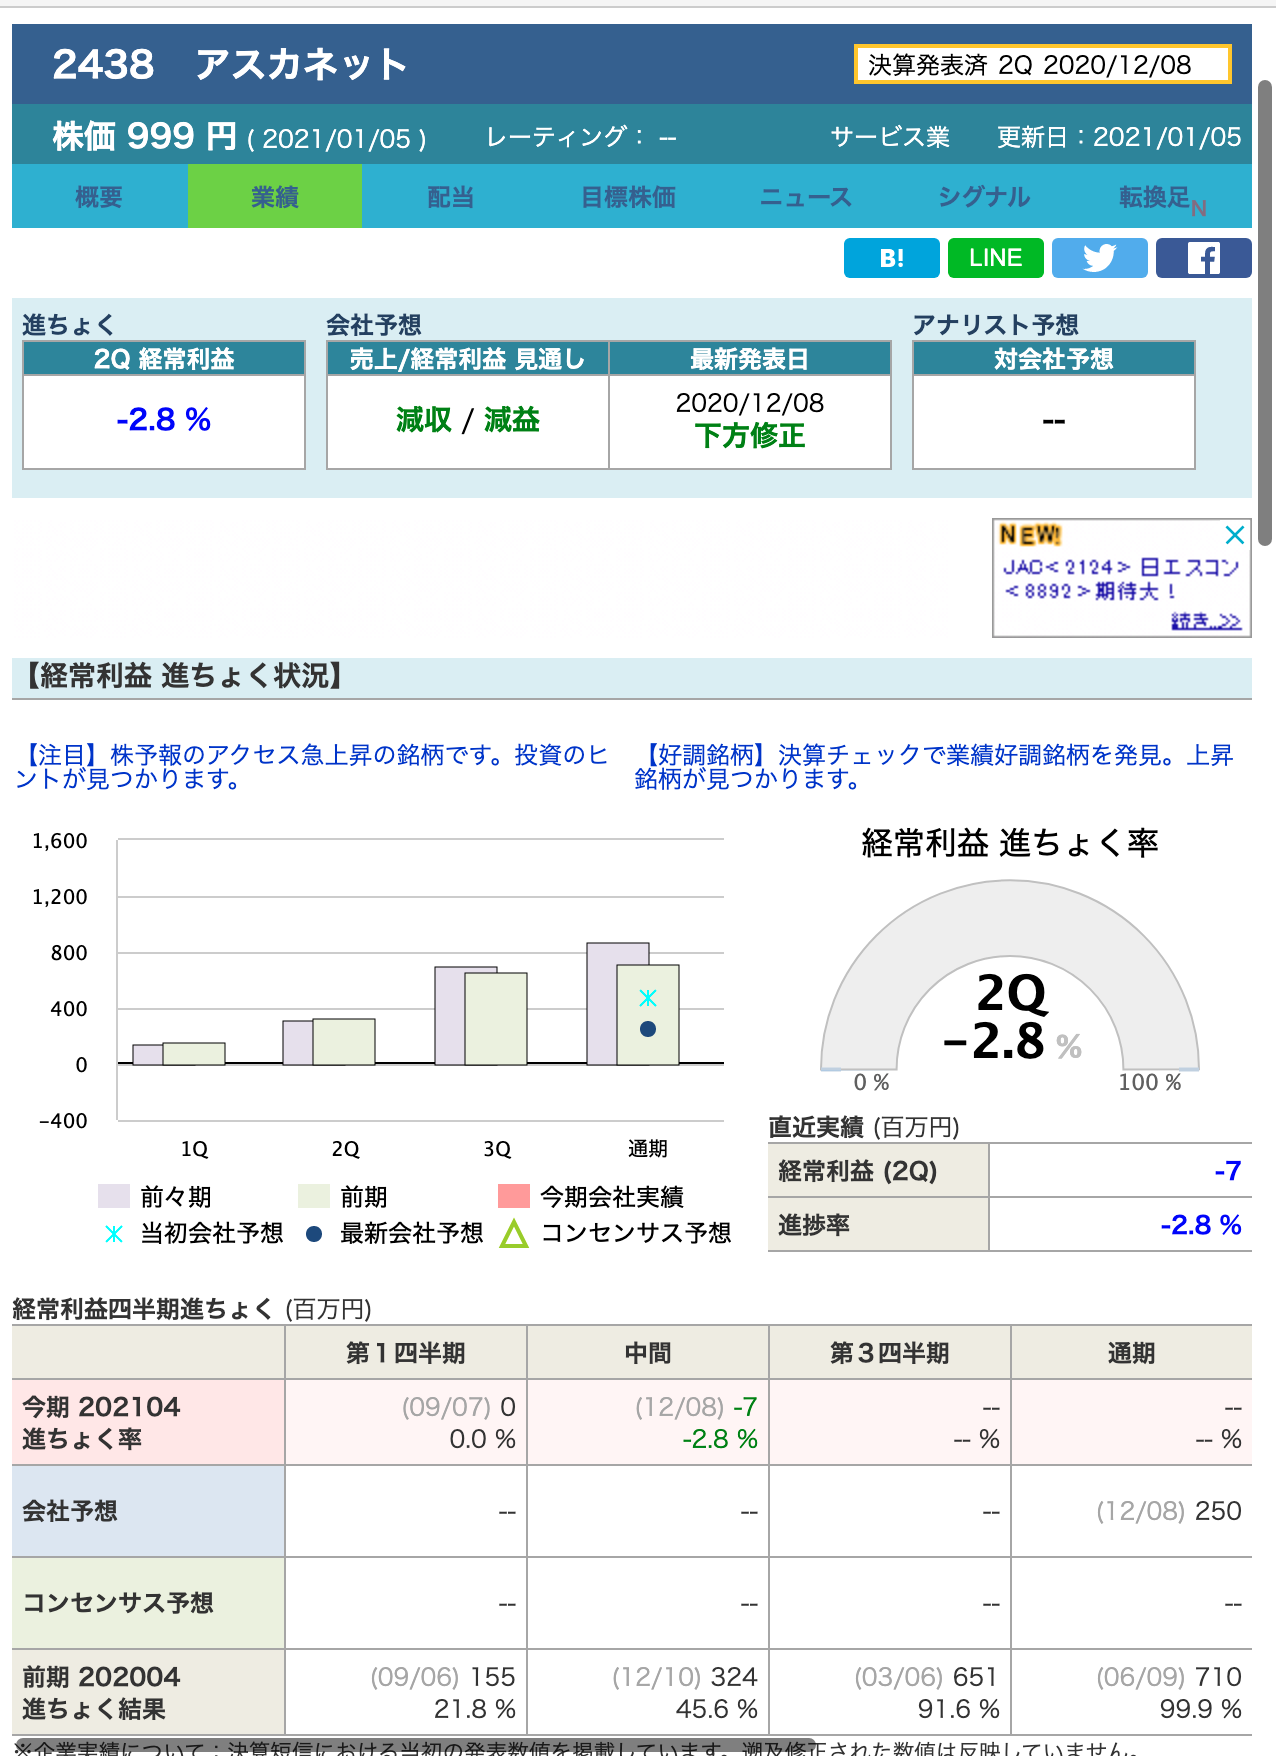 2438　アスカネット
決算発表済 2Q 2020/12/08
株価 999 円 ( 2021/01/05 )　レーティング： --　サービス業　更新日：2021/01/05
概要　業績　配当　目標株価　ニュース　シグナル　転換足N
B!　LINE
進ちょく　会社予想　アナリスト予想
2Q 経常利益　売上/経常利益 見通し　最新発表日　対会社予想
-2.8 %　減収 / 減益　2020/12/08　--
下方修正
NEW!
JAC<2124> 日エスコン
<8892>期待大！
続き..>>
【経常利益 進ちょく状況】
【注目】株予報のアクセス急上昇の銘柄です。投資のヒ
ントが見つかります。
【好調銘柄】決算チェックで業績好調銘柄を発見。上昇
銘柄が見つかります。
1,600
1,200
800
400
0
-400
1Q　2Q　3Q　通期
前々期　前期　今期会社実績
当初会社予想　最新会社予想　コンセンサス予想
経常利益 進ちょく率
2Q
-2.8 %
0 %　100 %
直近実績 (百万円)
経常利益 (2Q)　-7
進捗率　-2.8 %
経常利益四半期進ちょく (百万円)
第１四半期　中間　第３四半期　通期
今期 202104　(09/07) 0　(12/08) -7　--　--
進ちょく率　0.0 %　-2.8 %　-- %　-- %
会社予想　--　--　--　(12/08) 250
コンセンサス予想　--　--　--　--
前期 202004　(09/06) 155　(12/10) 324　(03/06) 651　(06/09) 710
進ちょく結果　21.8 %　45.6 %　91.6 %　99.9 %
※企業実績について：決算短信における当初の発表数値を掲載しています。遡及修正された数値は反映していません。